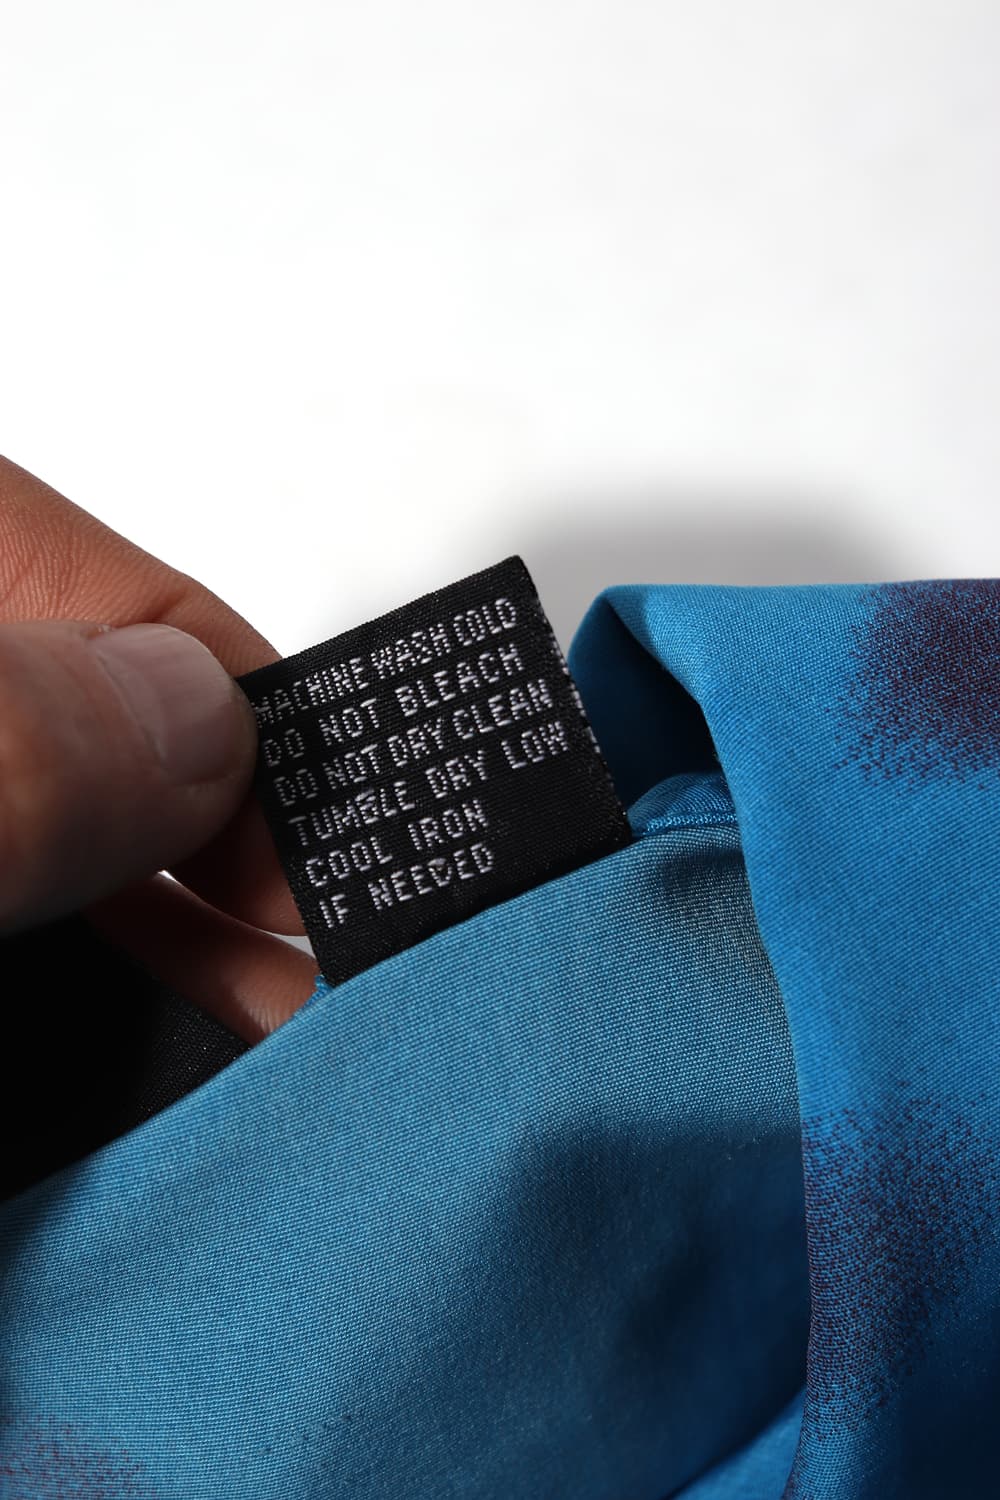 MACHINE WASH COLD
DO NOT BLEACH
DO NOT DRY CLEAN
TUMBLE DRY LOW
COOL IRON
IF NEEDED